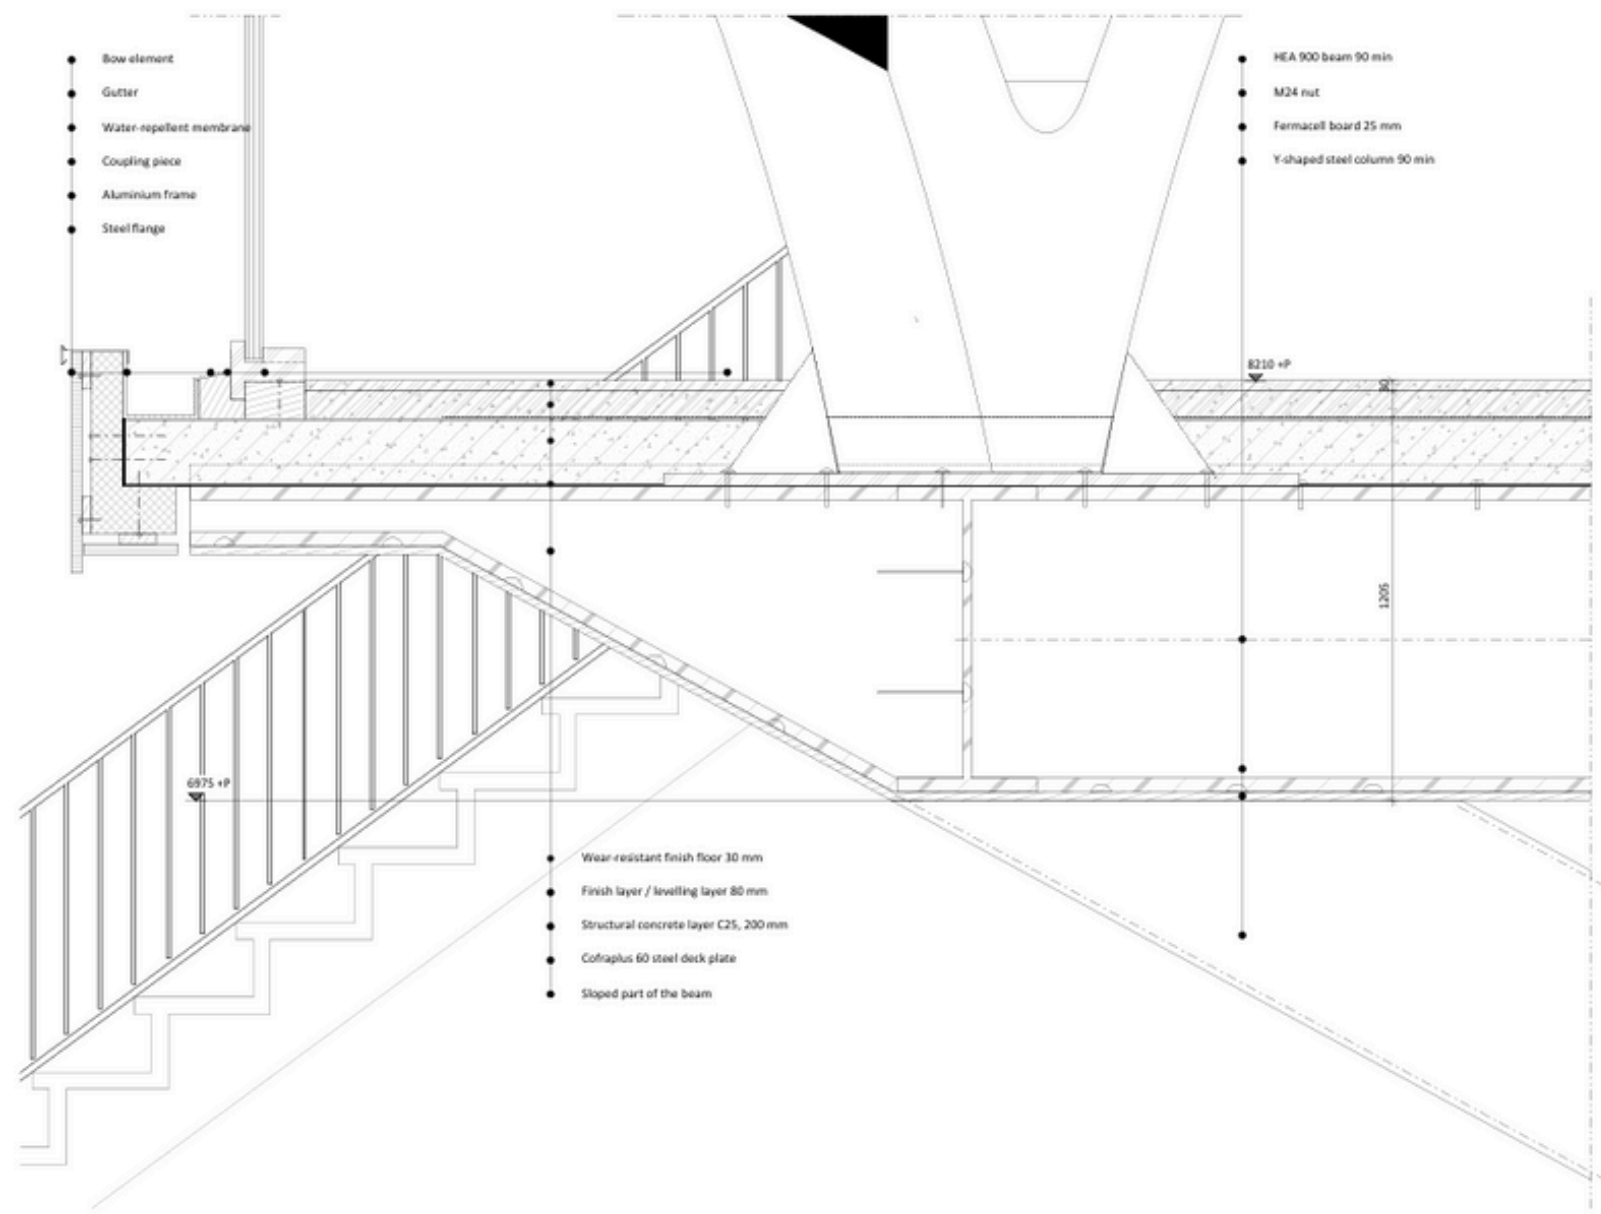 Bow element
Gutter
Water-repellent membrane
Coupling piece
Aluminium frame
Steel flange
HEA 900 beam 90 min
M24 nut
Fermacell board 25 mm
Y-shaped steel column 90 min
8210 +P
30
1205
6975 +P
Wear-resistant finish floor 30 mm
Finish layer / levelling layer 80 mm
Structural concrete layer C25, 200 mm
Cofraplus 60 steel deck plate
Sloped part of the beam